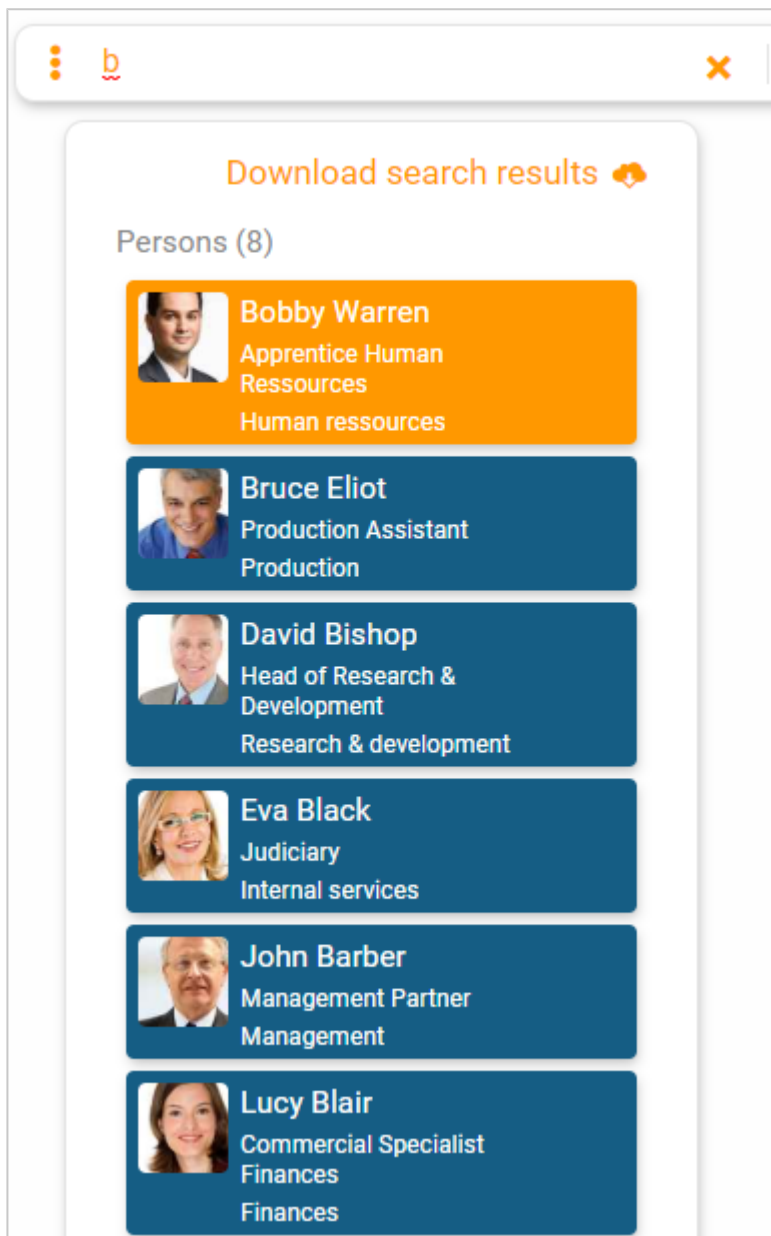 b
Download search results
Persons (8)
Bobby Warren
Apprentice Human
Ressources
Human ressources
Bruce Eliot
Production Assistant
Production
David Bishop
Head of Research &
Development
Research & development
Eva Black
Judiciary
Internal services
John Barber
Management Partner
Management
Lucy Blair
Commercial Specialist
Finances
Finances